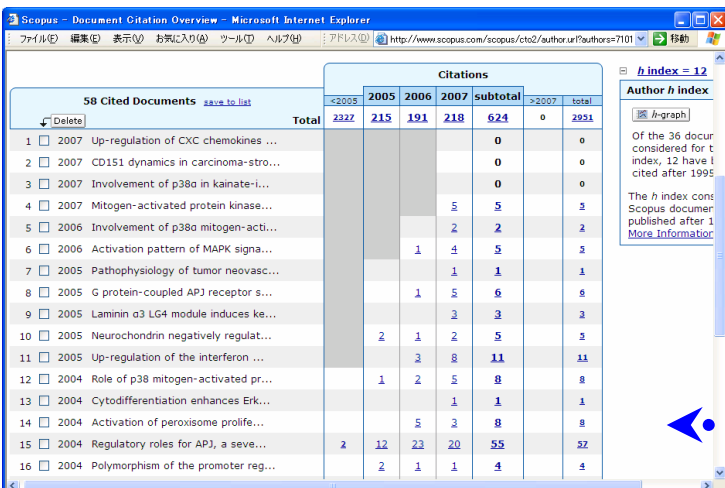 Scopus - Document Citation Overview - Microsoft Internet Explorer
ファイル(F) 編集(E) 表示(V) お気に入り(A) ツール(T) ヘルプ(H) アドレス(D) http://www.scopus.com/scopus/cto2/author.url?authors=7101 移動
Citations
58 Cited Documents save to list <2005 2005 2006 2007 subtotal >2007 total
Delete Total 2327 215 191 218 624 0 2951
1 2007 Up-regulation of CXC chemokines ... 0 0
2 2007 CD151 dynamics in carcinoma-stro... 0 0
3 2007 Involvement of p38α in kainate-i... 0 0
4 2007 Mitogen-activated protein kinase... 5 5 5
5 2006 Involvement of p38α mitogen-acti... 2 2 2
6 2006 Activation pattern of MAPK signa... 1 4 5 5
7 2005 Pathophysiology of tumor neovasc... 1 1 1
8 2005 G protein-coupled APJ receptor s... 1 5 6 6
9 2005 Laminin α3 LG4 module induces ke... 3 3 3
10 2005 Neurochondrin negatively regulat... 2 1 2 5 5
11 2005 Up-regulation of the interferon ... 3 8 11 11
12 2004 Role of p38 mitogen-activated pr... 1 2 5 8 8
13 2004 Cytodifferentiation enhances Erk... 1 1 1
14 2004 Activation of peroxisome prolife... 5 3 8 8
15 2004 Regulatory roles for APJ, a seve... 2 12 23 20 55 57
16 2004 Polymorphism of the promoter reg... 2 1 1 4 4
h index = 12
Author h index
h-graph
Of the 36 docum
considered for t
index, 12 have b
cited after 1995
The h index cons
Scopus documen
published after 1
More Information